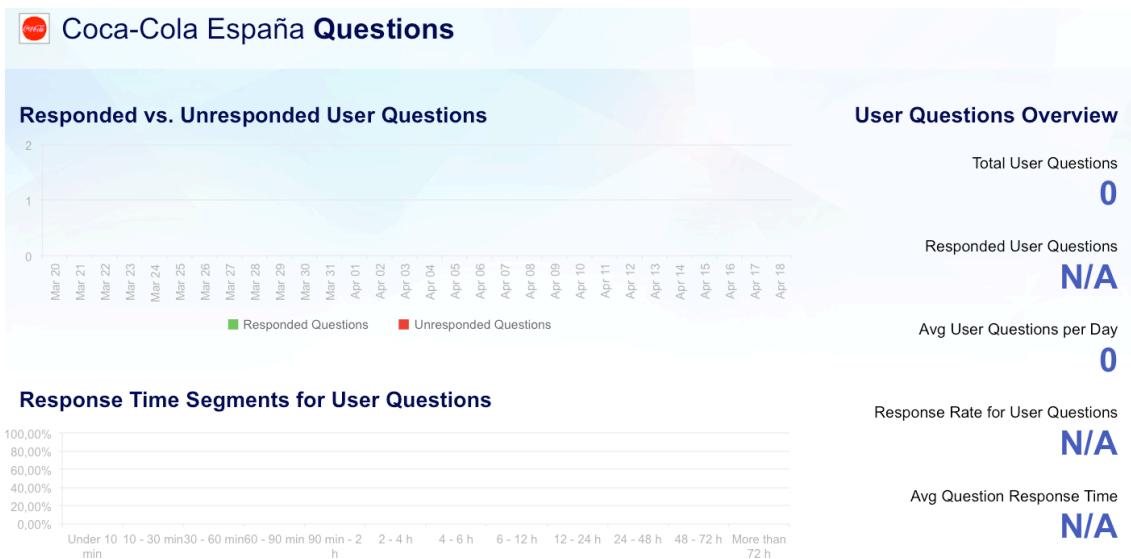 Coca-Cola España Questions
Responded vs. Unresponded User Questions
2
1
0
Mar 20
Mar 21
Mar 22
Mar 23
Mar 24
Mar 25
Mar 26
Mar 27
Mar 28
Mar 29
Mar 30
Mar 31
Apr 01
Apr 02
Apr 03
Apr 04
Apr 05
Apr 06
Apr 07
Apr 08
Apr 09
Apr 10
Apr 11
Apr 12
Apr 13
Apr 14
Apr 15
Apr 16
Apr 17
Apr 18
Responded Questions
Unresponded Questions
User Questions Overview
Total User Questions
0
Responded User Questions
N/A
Avg User Questions per Day
0
Response Rate for User Questions
N/A
Avg Question Response Time
N/A
Response Time Segments for User Questions
100,00%
80,00%
60,00%
40,00%
20,00%
0,00%
Under 10
min
10 - 30 min
30 - 60 min
60 - 90 min
90 min - 2
h
2 - 4 h
4 - 6 h
6 - 12 h
12 - 24 h
24 - 48 h
48 - 72 h
More than
72 h